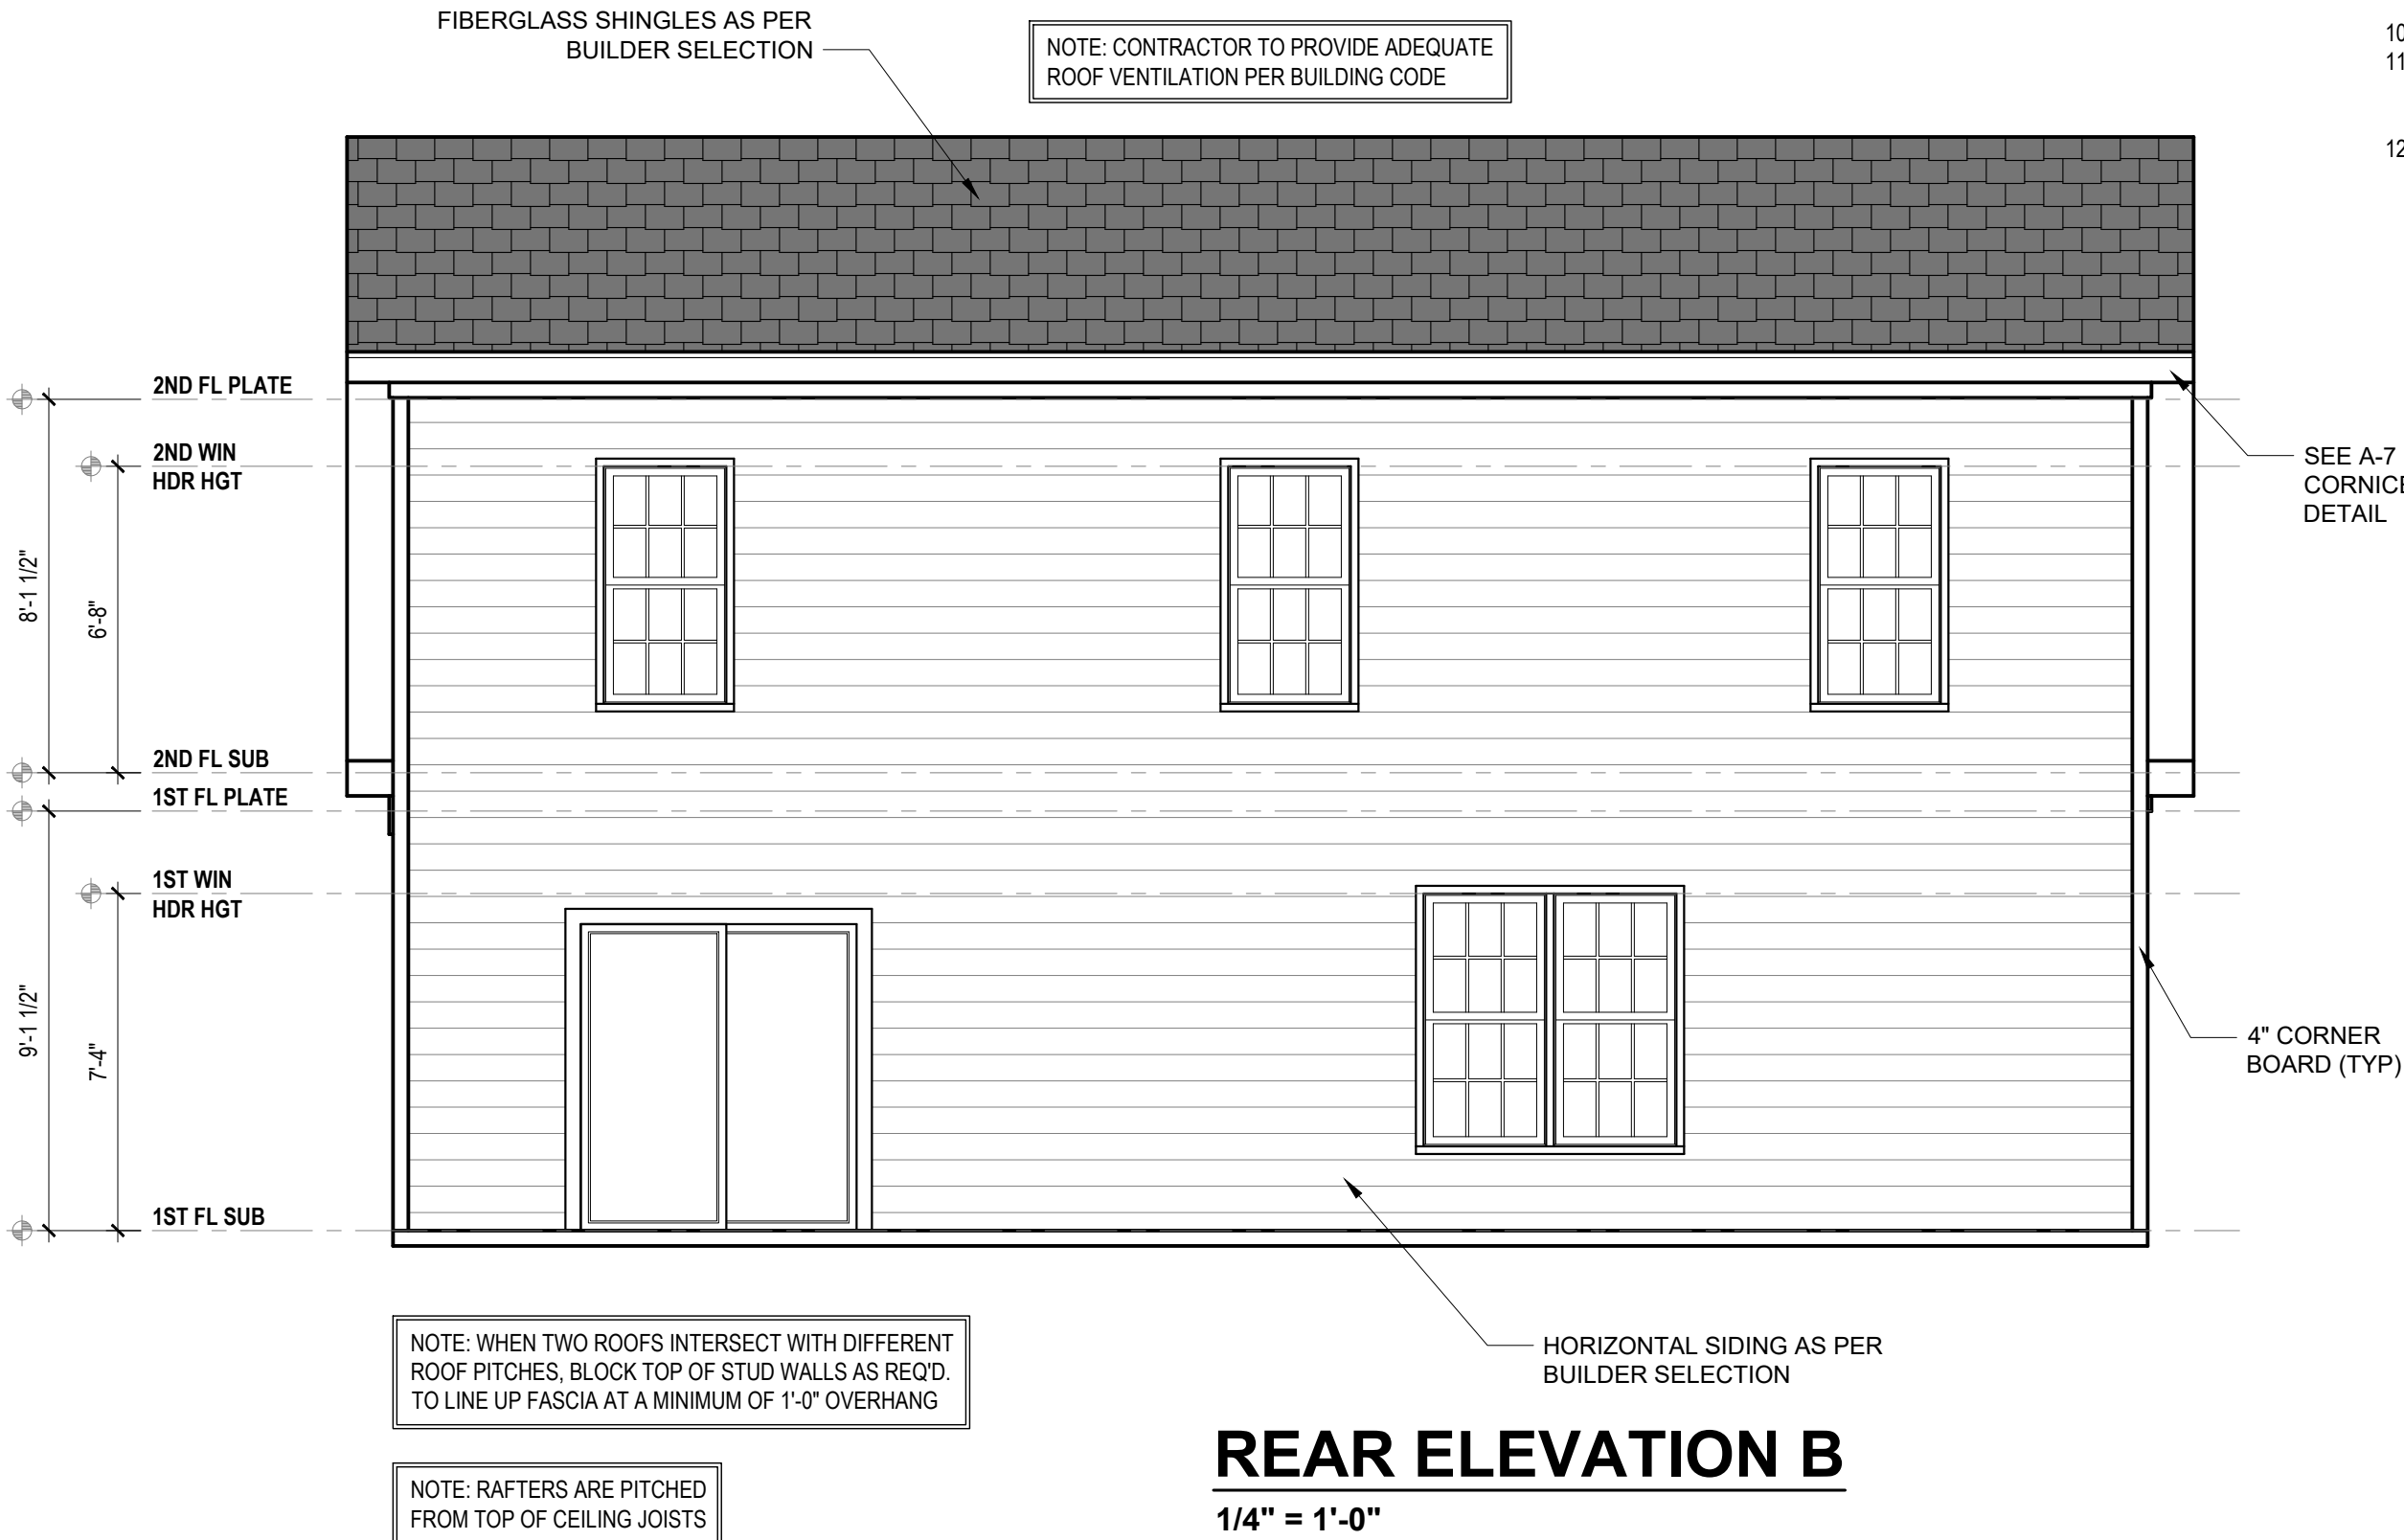 FIBERGLASS SHINGLES AS PER
BUILDER SELECTION
NOTE: CONTRACTOR TO PROVIDE ADEQUATE
ROOF VENTILATION PER BUILDING CODE
10
11
12
2ND FL PLATE
2ND WIN
HDR HGT
8'-1 1/2"
6'-8"
2ND FL SUB
1ST FL PLATE
1ST WIN
HDR HGT
9'-1 1/2"
7'-4"
1ST FL SUB
SEE A-7
CORNICE
DETAIL
4" CORNER
BOARD (TYP)
HORIZONTAL SIDING AS PER
BUILDER SELECTION
NOTE: WHEN TWO ROOFS INTERSECT WITH DIFFERENT
ROOF PITCHES, BLOCK TOP OF STUD WALLS AS REQ'D.
TO LINE UP FASCIA AT A MINIMUM OF 1'-0" OVERHANG
NOTE: RAFTERS ARE PITCHED
FROM TOP OF CEILING JOISTS
REAR ELEVATION B
1/4" = 1'-0"